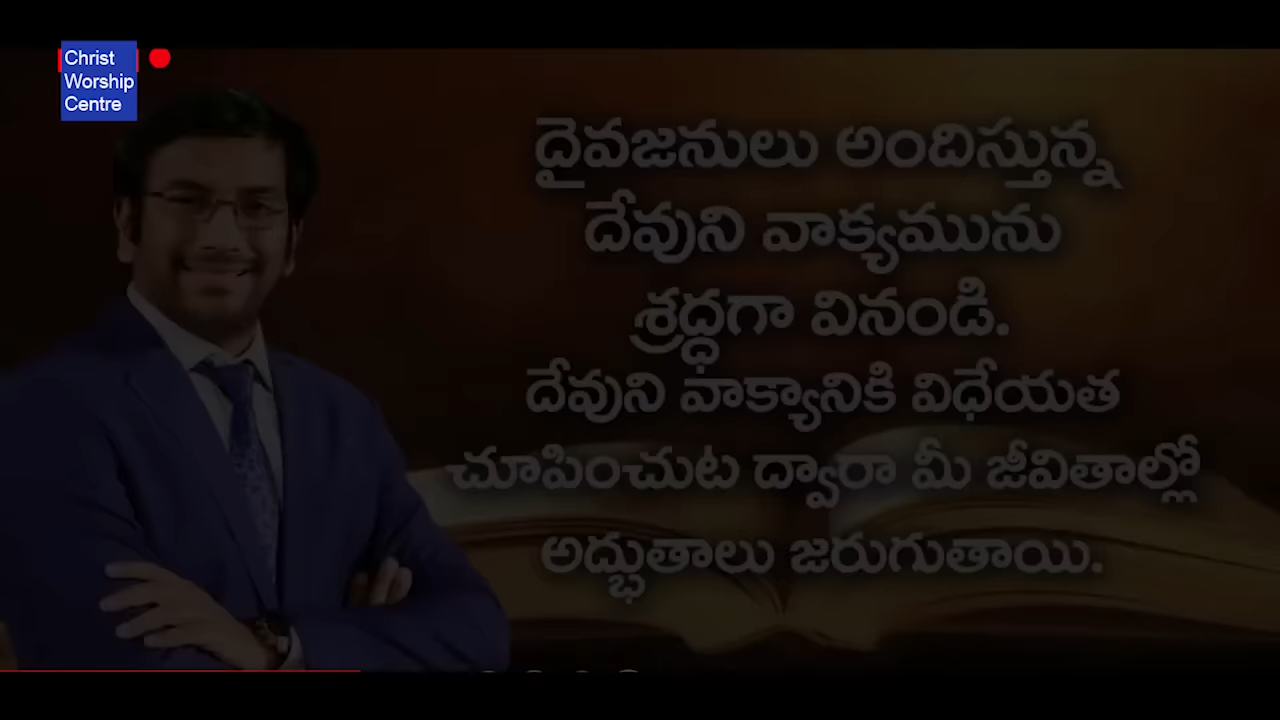 Christ
Worship
Centre
దైవజనులు అందిస్తున్న
దేవుని వాక్యమును
శ్రద్ధగా వినండి.
దేవుని వాక్యానికి విధేయత
చూపించుట ద్వారా మీ జీవితాల్లో
అద్భుతాలు జరుగుతాయి.